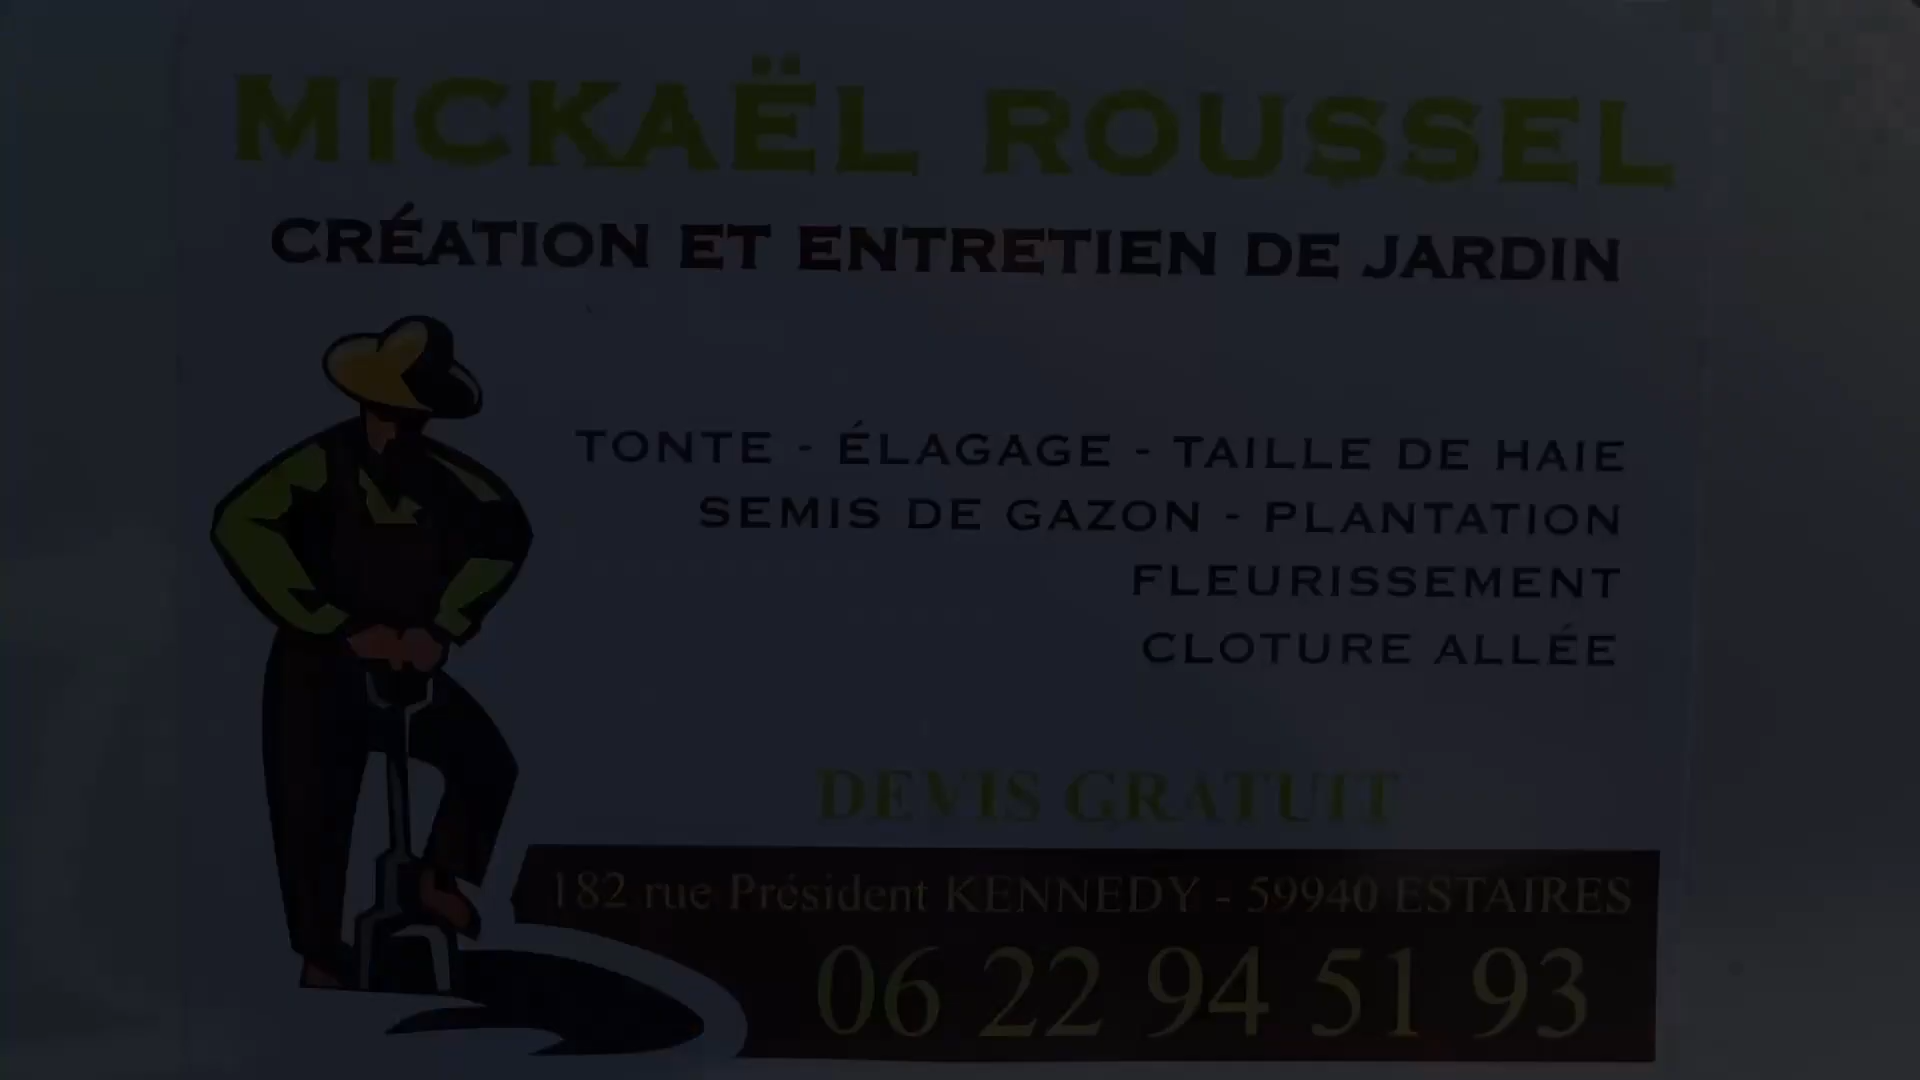 MICKAËL ROUSSEL
CRÉATION ET ENTRETIEN DE JARDIN
TONTE - ÉLAGAGE - TAILLE DE HAIE
SEMIS DE GAZON - PLANTATION
FLEURISSEMENT
CLOTURE ALLÉE
DEVIS GRATUIT
182 rue Président KENNEDY - 59940 ESTAIRES
06 22 94 51 93